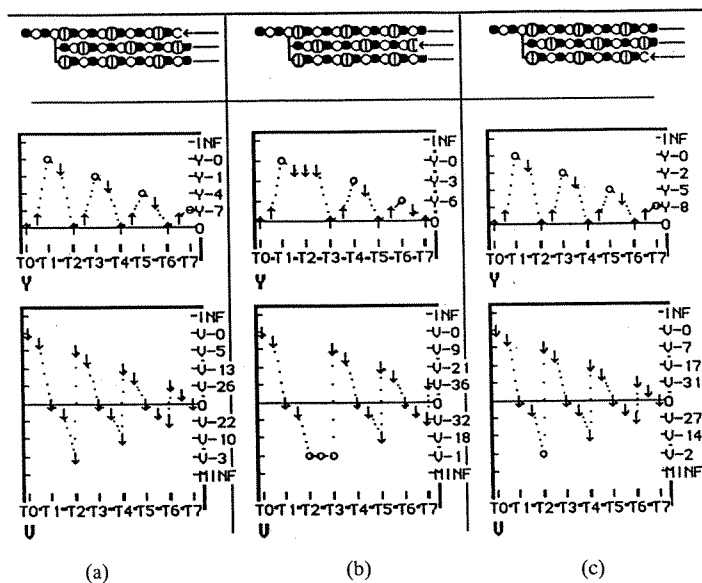 INF
Y-0
Y-1
Y-4
Y-7
0
T0 T1 T2 T3 T4 T5 T6 T7
Y
INF
V-0
V-5
V-13
V-26
0
V-22
V-10
V-3
MINF
T0 T1 T2 T3 T4 T5 T6 T7
V
(a)
INF
Y-0
Y-3
Y-6
0
T0 T1 T2 T3 T4 T5 T6 T7
Y
INF
V-0
V-9
V-21
V-36
0
V-32
V-18
V-1
MINF
T0 T1 T2 T3 T4 T5 T6 T7
V
(b)
INF
Y-0
Y-2
Y-5
Y-8
0
T0 T1 T2 T3 T4 T5 T6 T7
Y
INF
V-0
V-7
V-17
V-31
0
V-27
V-14
V-2
MINF
T0 T1 T2 T3 T4 T5 T6 T7
V
(c)